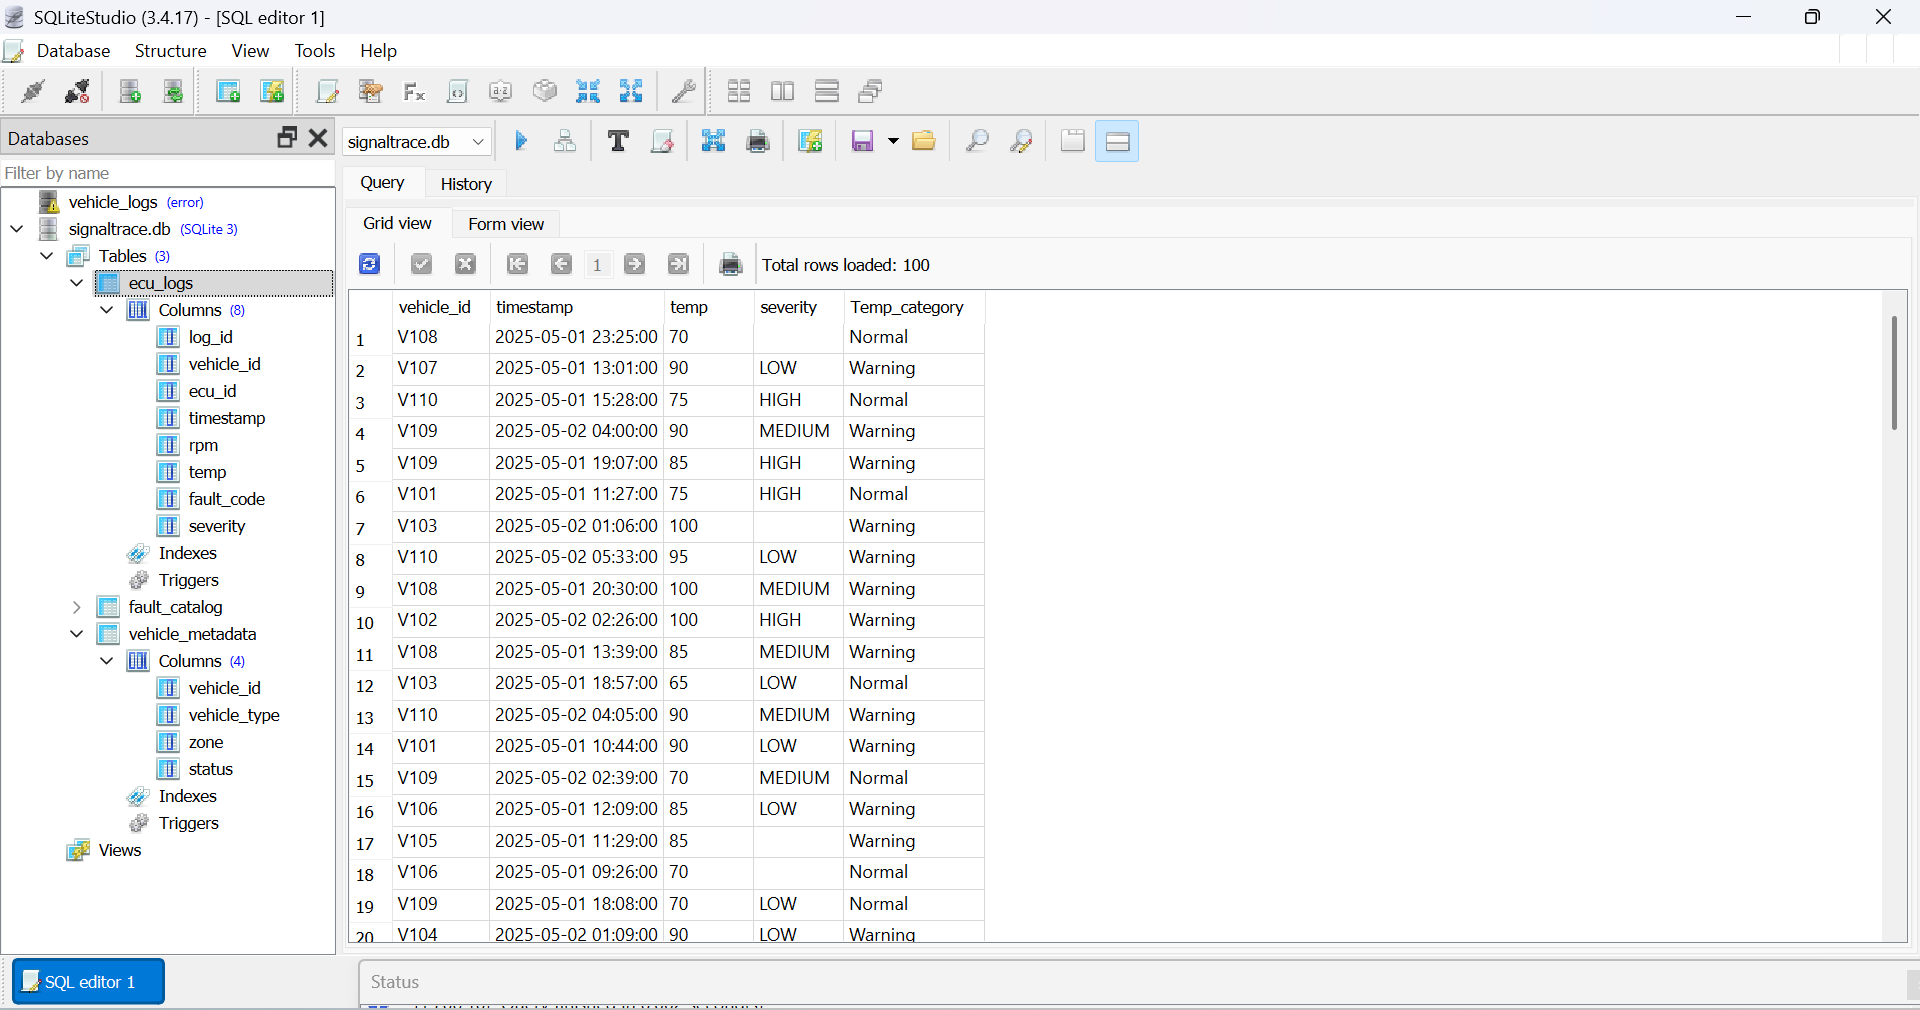 SQLiteStudio (3.4.17) - [SQL editor 1]
Database Structure View Tools Help
Databases
signaltrace.db
Filter by name
Query History
vehicle_logs (error)
signaltrace.db (SQLite 3)
Tables (3)
ecu_logs
Columns (8)
log_id
vehicle_id
ecu_id
timestamp
rpm
temp
fault_code
severity
Indexes
Triggers
fault_catalog
vehicle_metadata
Columns (4)
vehicle_id
vehicle_type
zone
status
Indexes
Triggers
Views
Grid view Form view
1 Total rows loaded: 100
vehicle_id timestamp temp severity Temp_category
1 V108 2025-05-01 23:25:00 70 Normal
2 V107 2025-05-01 13:01:00 90 LOW Warning
3 V110 2025-05-01 15:28:00 75 HIGH Normal
4 V109 2025-05-02 04:00:00 90 MEDIUM Warning
5 V109 2025-05-01 19:07:00 85 HIGH Warning
6 V101 2025-05-01 11:27:00 75 HIGH Normal
7 V103 2025-05-02 01:06:00 100 Warning
8 V110 2025-05-02 05:33:00 95 LOW Warning
9 V108 2025-05-01 20:30:00 100 MEDIUM Warning
10 V102 2025-05-02 02:26:00 100 HIGH Warning
11 V108 2025-05-01 13:39:00 85 MEDIUM Warning
12 V103 2025-05-01 18:57:00 65 LOW Normal
13 V110 2025-05-02 04:05:00 90 MEDIUM Warning
14 V101 2025-05-01 10:44:00 90 LOW Warning
15 V109 2025-05-02 02:39:00 70 MEDIUM Normal
16 V106 2025-05-01 12:09:00 85 LOW Warning
17 V105 2025-05-01 11:29:00 85 Warning
18 V106 2025-05-01 09:26:00 70 Normal
19 V109 2025-05-01 18:08:00 70 LOW Normal
20 V104 2025-05-02 01:09:00 90 LOW Warning
SQL editor 1
Status